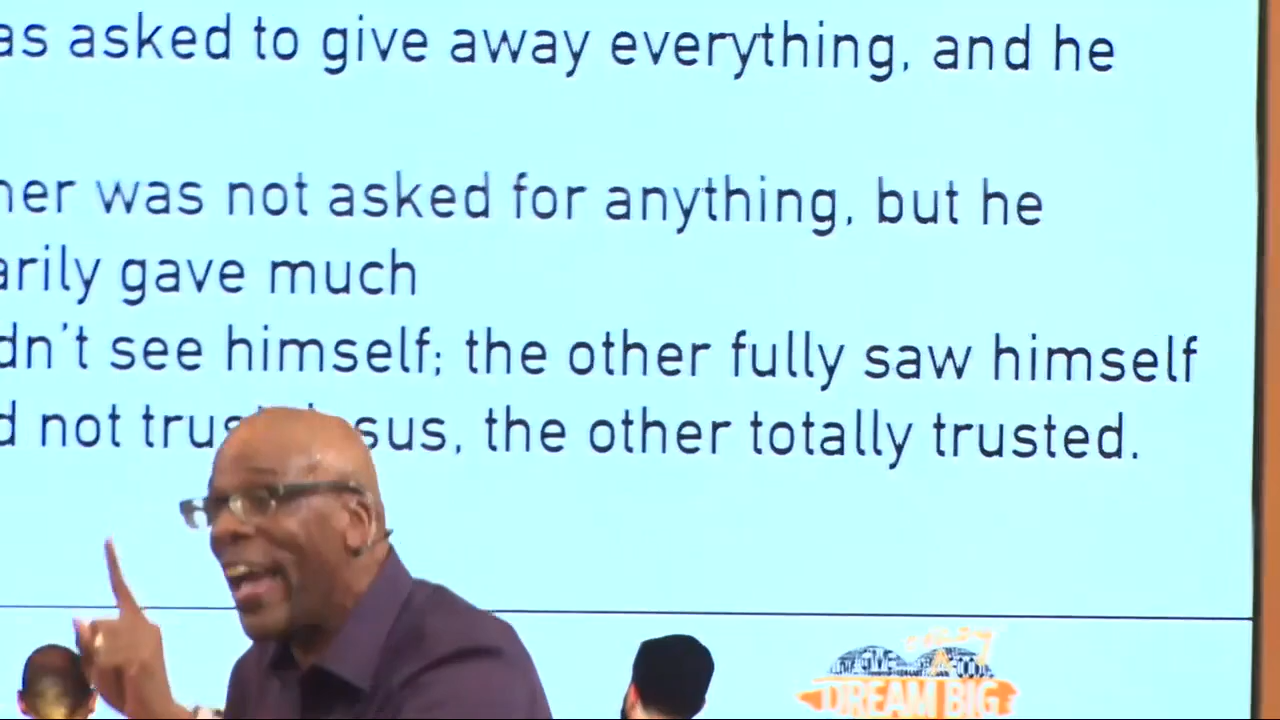 as asked to give away everything, and he
her was not asked for anything, but he
arily gave much
dn't see himself; the other fully saw himself
d not trust sus, the other totally trusted.
DREAM BIG